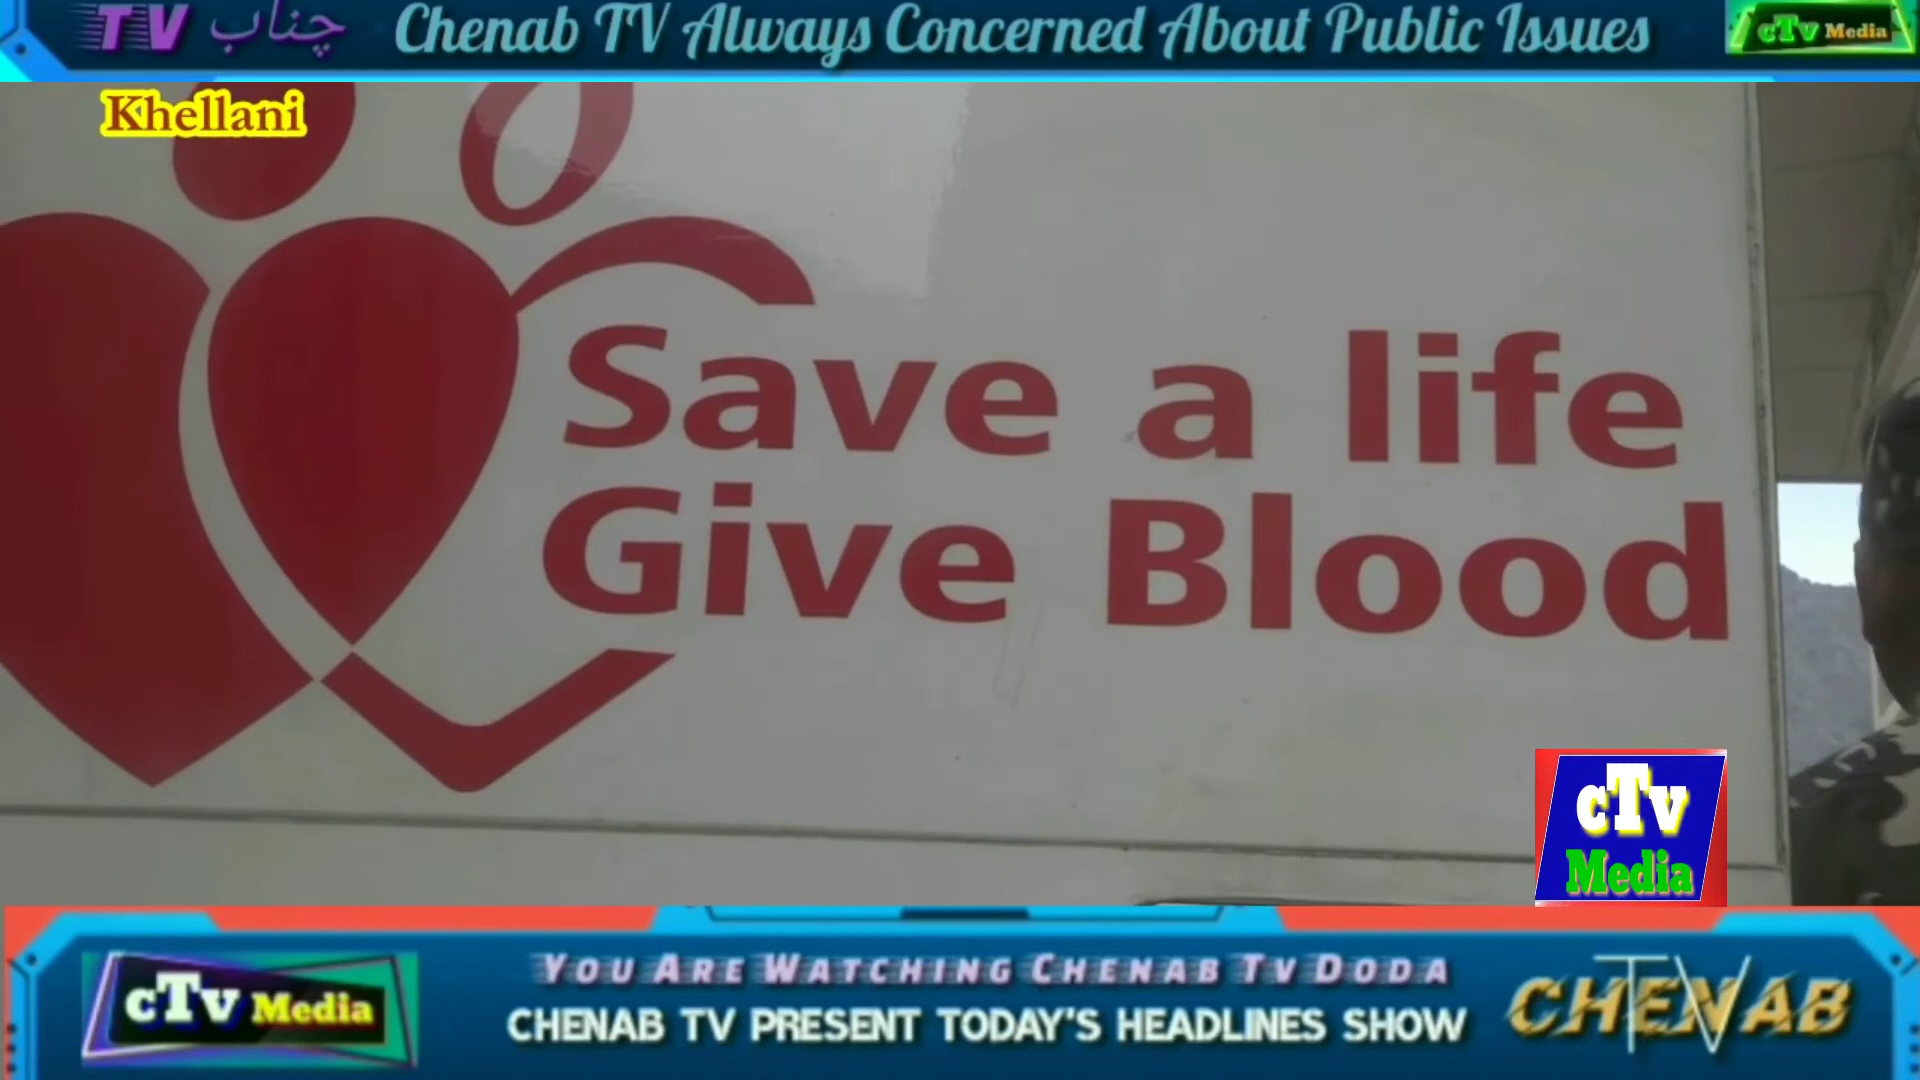 TV چناب Chenab TV Always Concerned About Public Issues cTv Media
Khellani
Save a life
Give Blood
cTv
Media
cTv Media
You Are Watching Chenab Tv Doda
CHENAB TV PRESENT TODAY'S HEADLINES SHOW
CHENAB TV